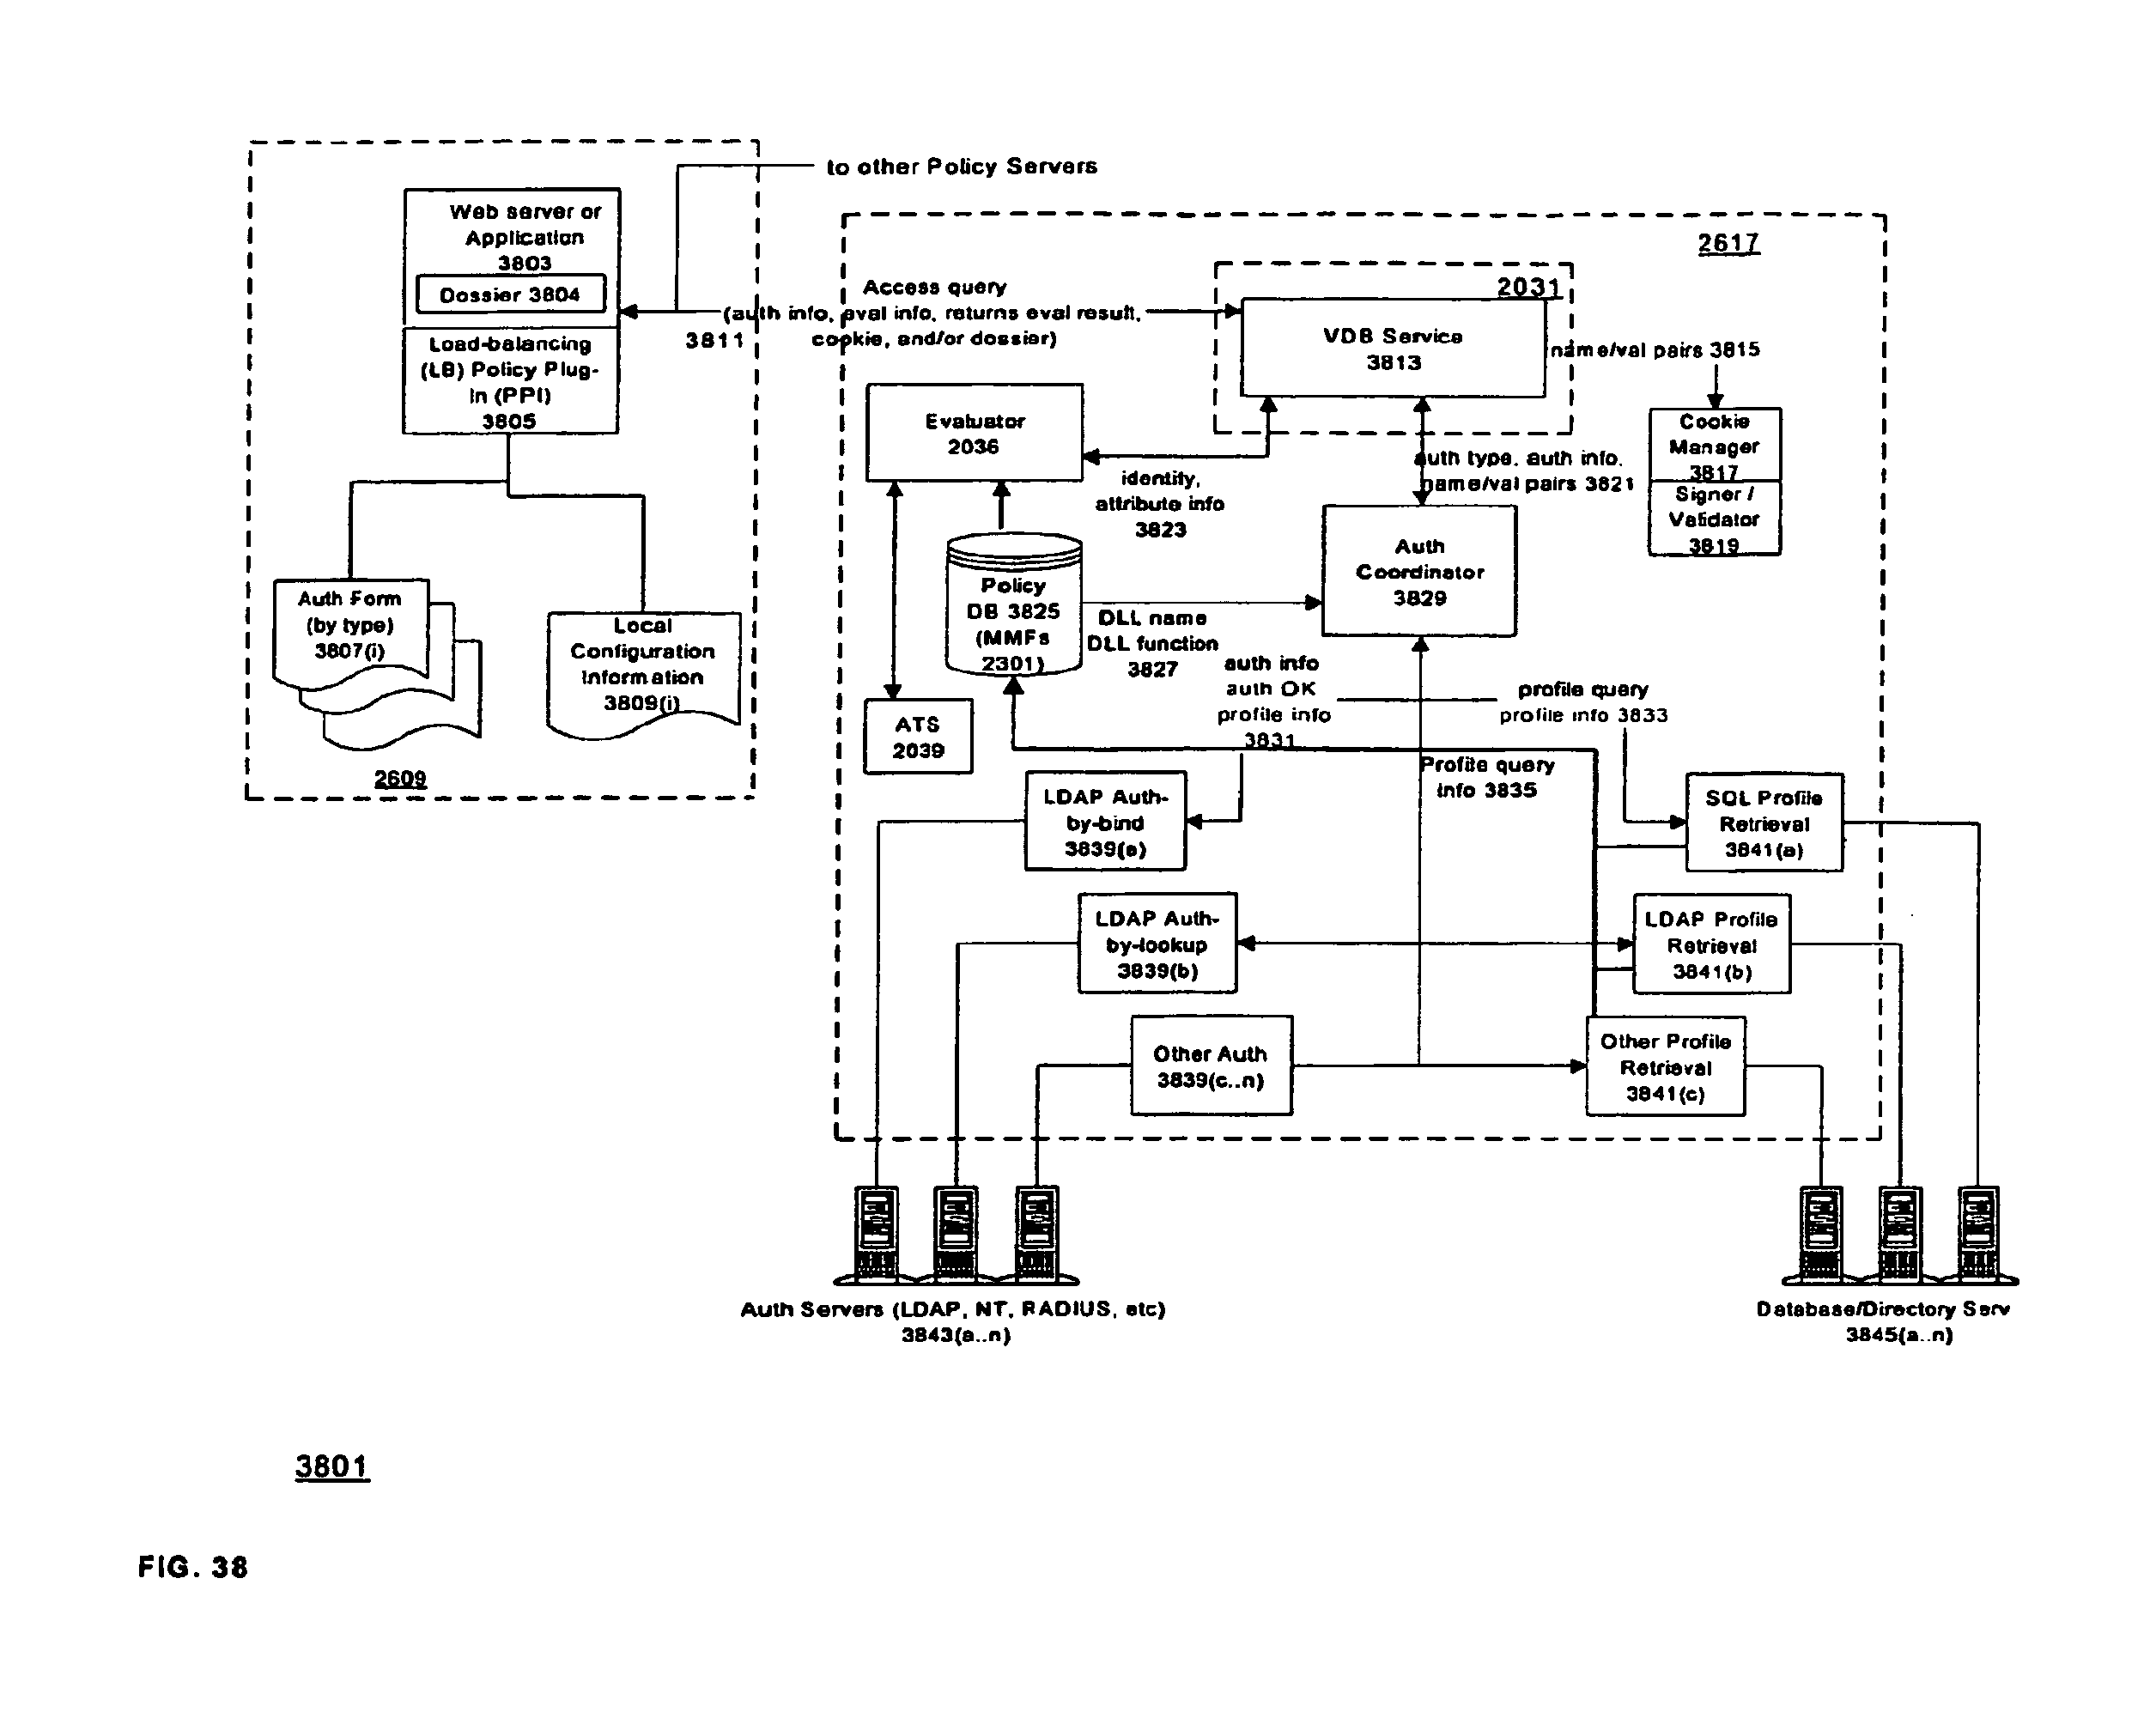 to other Policy Servers
Web server or
Application
3803
Dossier 3804
Load-balancing
(LB) Policy Plug-
In (PPI)
3805
Auth Form
(by type)
3807(i)
Local
Configuration
Information
3809(i)
2609
Access query
(auth info, eval info, returns eval result,
cookie, and/or dossier)
3811
2617
2031
VDB Service
3813
name/val pairs 3815
Cookie
Manager
3817
Signer /
Validator
3819
Evaluator
2036
identity,
attribute info
3823
auth type, auth info,
name/val pairs 3821
Auth
Coordinator
3829
Policy
DB 3825
(MMFs
2301)
DLL name
DLL function
3827
ATS
2039
auth info
auth OK
profile info
3831
profile query
profile info 3833
Profile query
info 3835
LDAP Auth-
by-bind
3839(a)
SQL Profile
Retrieval
3841(a)
LDAP Auth-
by-lookup
3839(b)
LDAP Profile
Retrieval
3841(b)
Other Auth
3839(c..n)
Other Profile
Retrieval
3841(c)
Auth Servers (LDAP, NT, RADIUS, etc)
3843(a..n)
Database/Directory Serv
3845(a..n)
3801
FIG. 38